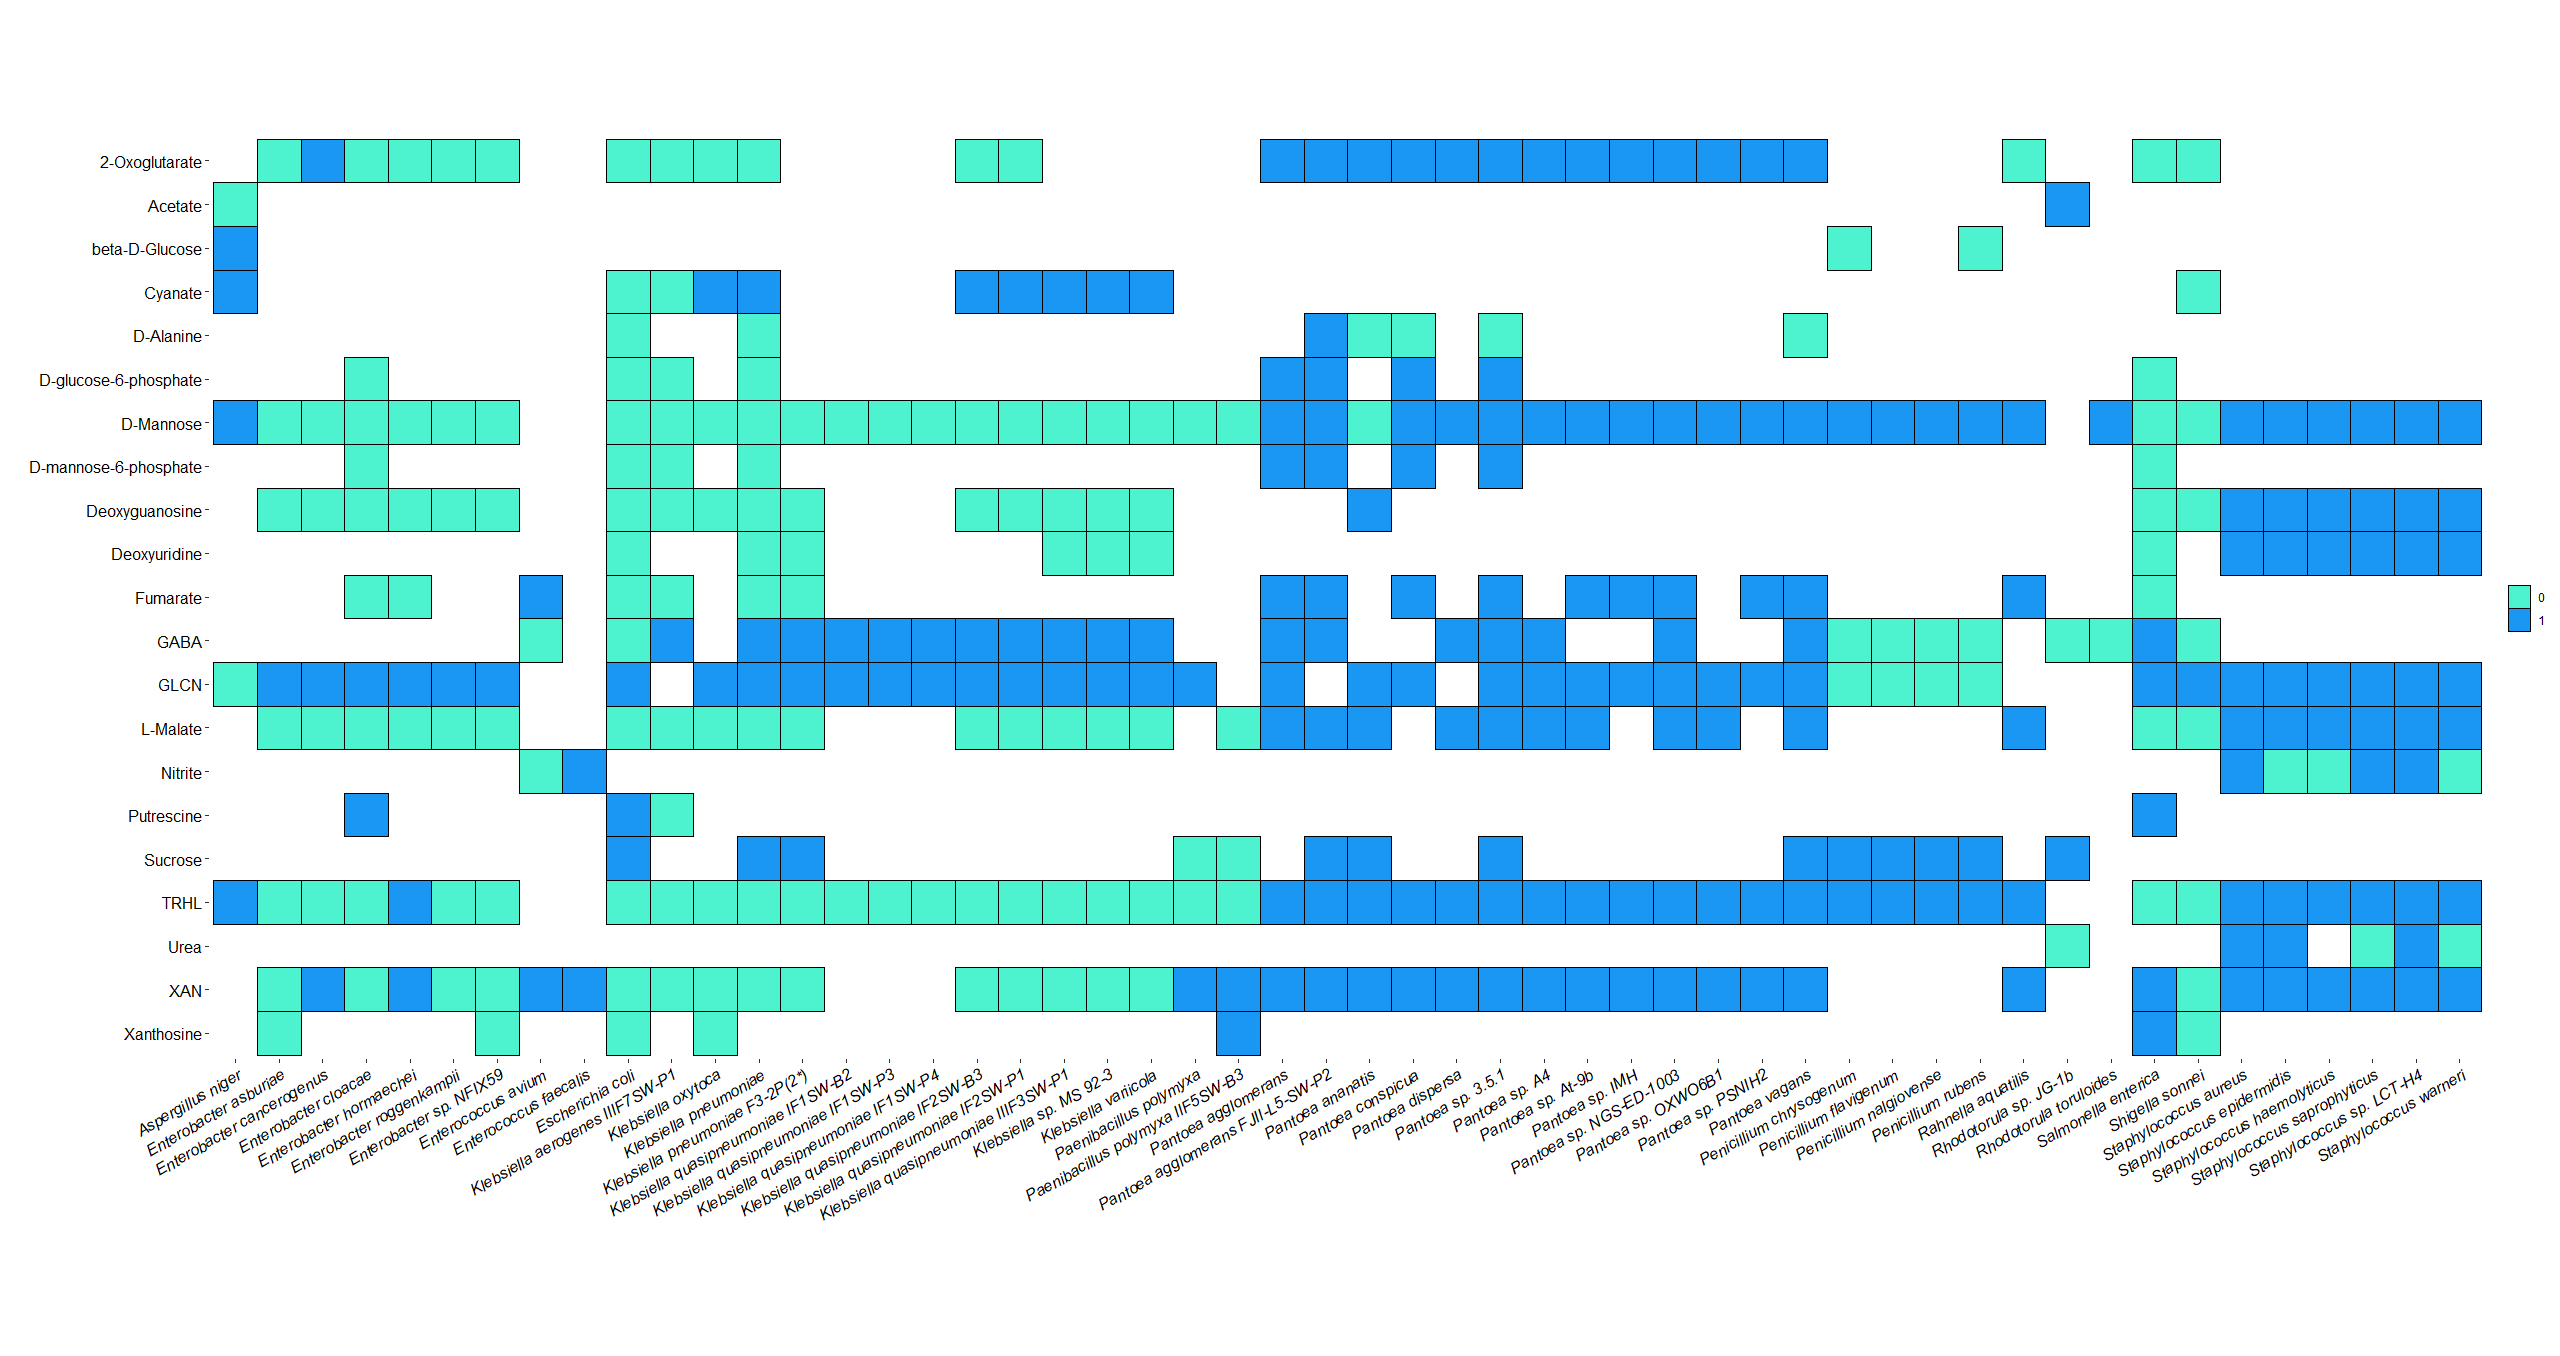 2-Oxoglutarate
Acetate
beta-D-Glucose
Cyanate
D-Alanine
D-glucose-6-phosphate
D-Mannose
D-mannose-6-phosphate
Deoxyguanosine
Deoxyuridine
Fumarate
GABA
GLCN
L-Malate
Nitrite
Putrescine
Sucrose
TRHL
Urea
XAN
Xanthosine
0
1
Aspergillus niger
Enterobacter asburiae
Enterobacter cancerogenus
Enterobacter cloacae
Enterobacter hormaechei
Enterobacter roggenkampii
Enterobacter sp. NFIX59
Enterococcus avium
Enterococcus faecalis
Escherichia coli
Klebsiella aerogenes IIIF7SW-P1
Klebsiella oxytoca
Klebsiella pneumoniae
Klebsiella pneumoniae F3-2P(2*)
Klebsiella quasipneumoniae IF1SW-B2
Klebsiella quasipneumoniae IF1SW-P3
Klebsiella quasipneumoniae IF1SW-P4
Klebsiella quasipneumoniae IF2SW-B3
Klebsiella quasipneumoniae IF2SW-P1
Klebsiella quasipneumoniae IIIF3SW-P1
Klebsiella sp. MS 92-3
Klebsiella variicola
Paenibacillus polymyxa
Paenibacillus polymyxa IIF5SW-B3
Pantoea agglomerans
Pantoea agglomerans F JII-L5-SW-P2
Pantoea ananatis
Pantoea conspicua
Pantoea dispersa
Pantoea sp. 3.5.1
Pantoea sp. A4
Pantoea sp. At-9b
Pantoea sp. IMH
Pantoea sp. NGS-ED-1003
Pantoea sp. OXWO6B1
Pantoea sp. PSNIH2
Pantoea vagans
Penicillium chrysogenum
Penicillium flavigenum
Penicillium nalgiovense
Penicillium rubens
Rahnella aquatilis
Rhodotorula sp. JG-1b
Rhodotorula toruloides
Salmonella enterica
Shigella sonnei
Staphylococcus aureus
Staphylococcus epidermidis
Staphylococcus haemolyticus
Staphylococcus saprophyticus
Staphylococcus sp. LCT-H4
Staphylococcus warneri